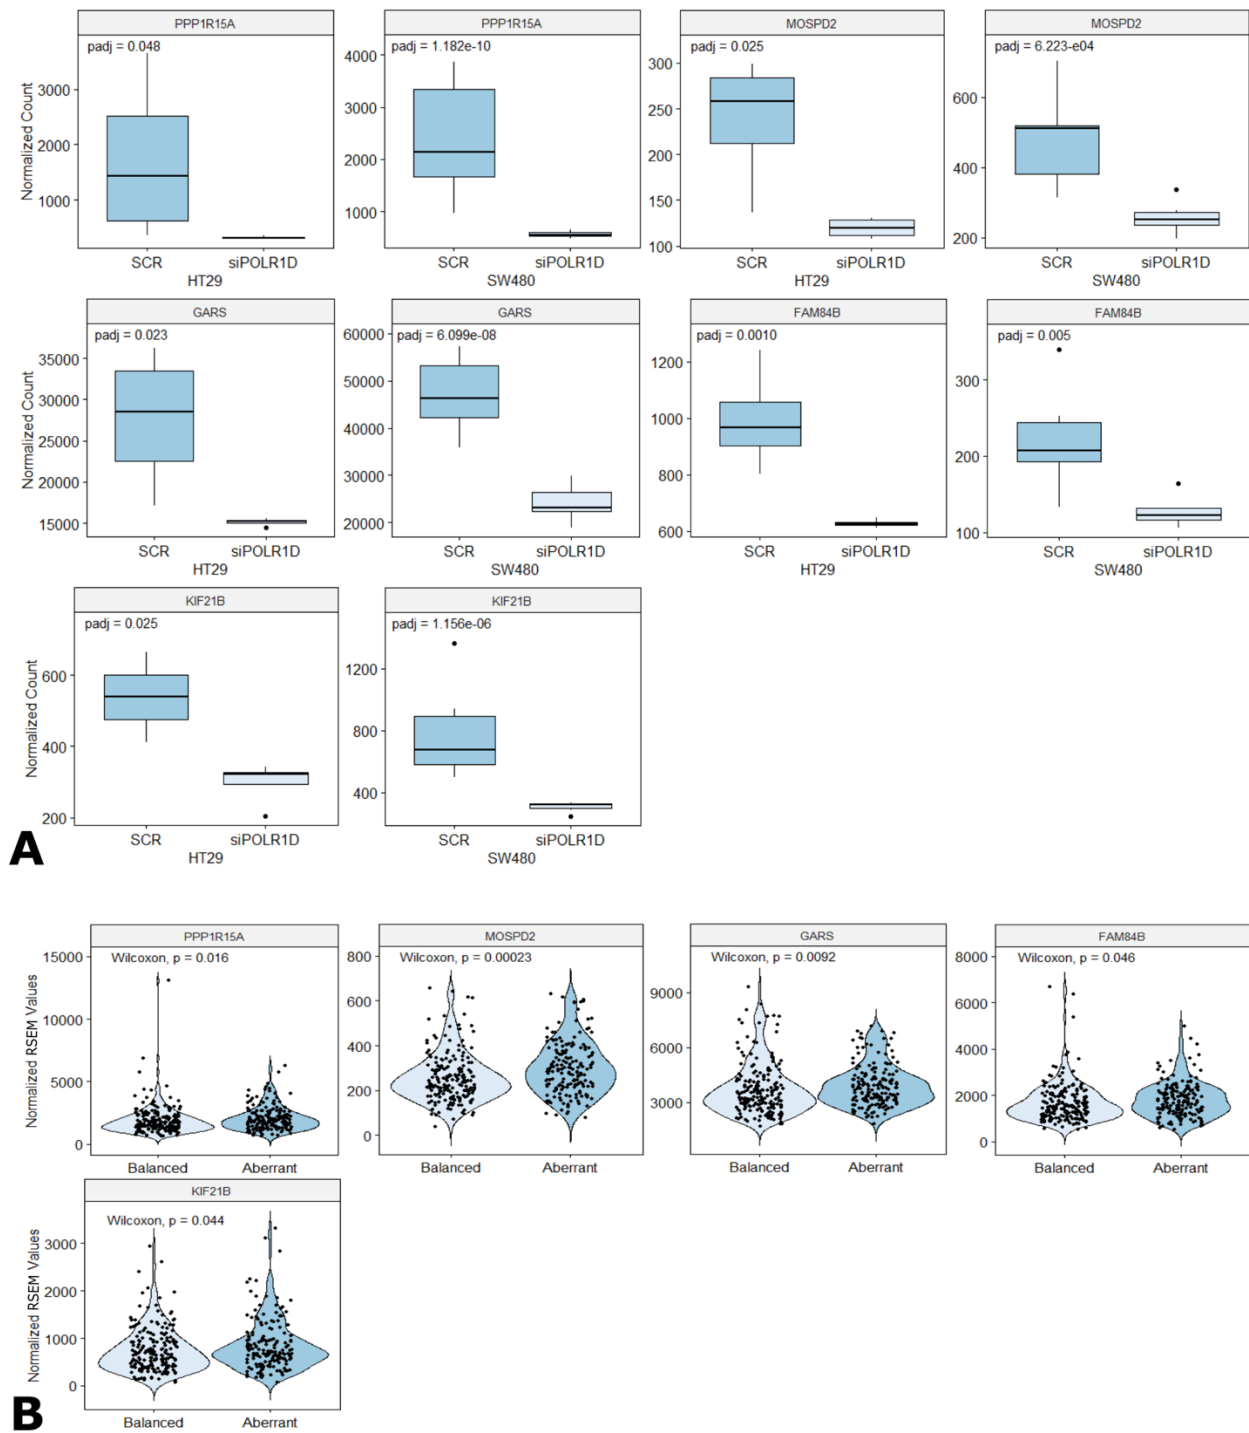 PPP1R15A
PPP1R15A
MOSPD2
MOSPD2
padj = 0.048
padj = 1.182e-10
padj = 0.025
padj = 6.223-e04
Normalized Count
3000
2000
1000
4000
3000
2000
1000
300
250
200
150
100
600
400
200
SCR siPOLR1D
SCR siPOLR1D
SCR siPOLR1D
SCR siPOLR1D
HT29
SW480
HT29
SW480
GARS
GARS
FAM84B
FAM84B
padj = 0.023
padj = 6.099e-08
padj = 0.0010
padj = 0.005
Normalized Count
35000
30000
25000
20000
15000
60000
50000
40000
30000
20000
1200
1000
800
600
300
200
100
SCR siPOLR1D
SCR siPOLR1D
SCR siPOLR1D
SCR siPOLR1D
HT29
SW480
HT29
SW480
KIF21B
KIF21B
padj = 0.025
padj = 1.156e-06
Normalized Count
600
400
200
1200
800
400
SCR siPOLR1D
SCR siPOLR1D
HT29
SW480
A
PPP1R15A
MOSPD2
GARS
FAM84B
Wilcoxon, p = 0.016
Wilcoxon, p = 0.00023
Wilcoxon, p = 0.0092
Wilcoxon, p = 0.046
Normalized RSEM Values
15000
10000
5000
0
800
600
400
200
0
9000
6000
3000
8000
6000
4000
2000
0
Balanced Aberrant
Balanced Aberrant
Balanced Aberrant
Balanced Aberrant
KIF21B
Wilcoxon, p = 0.044
Normalized RSEM Values
3000
2000
1000
0
Balanced Aberrant
B